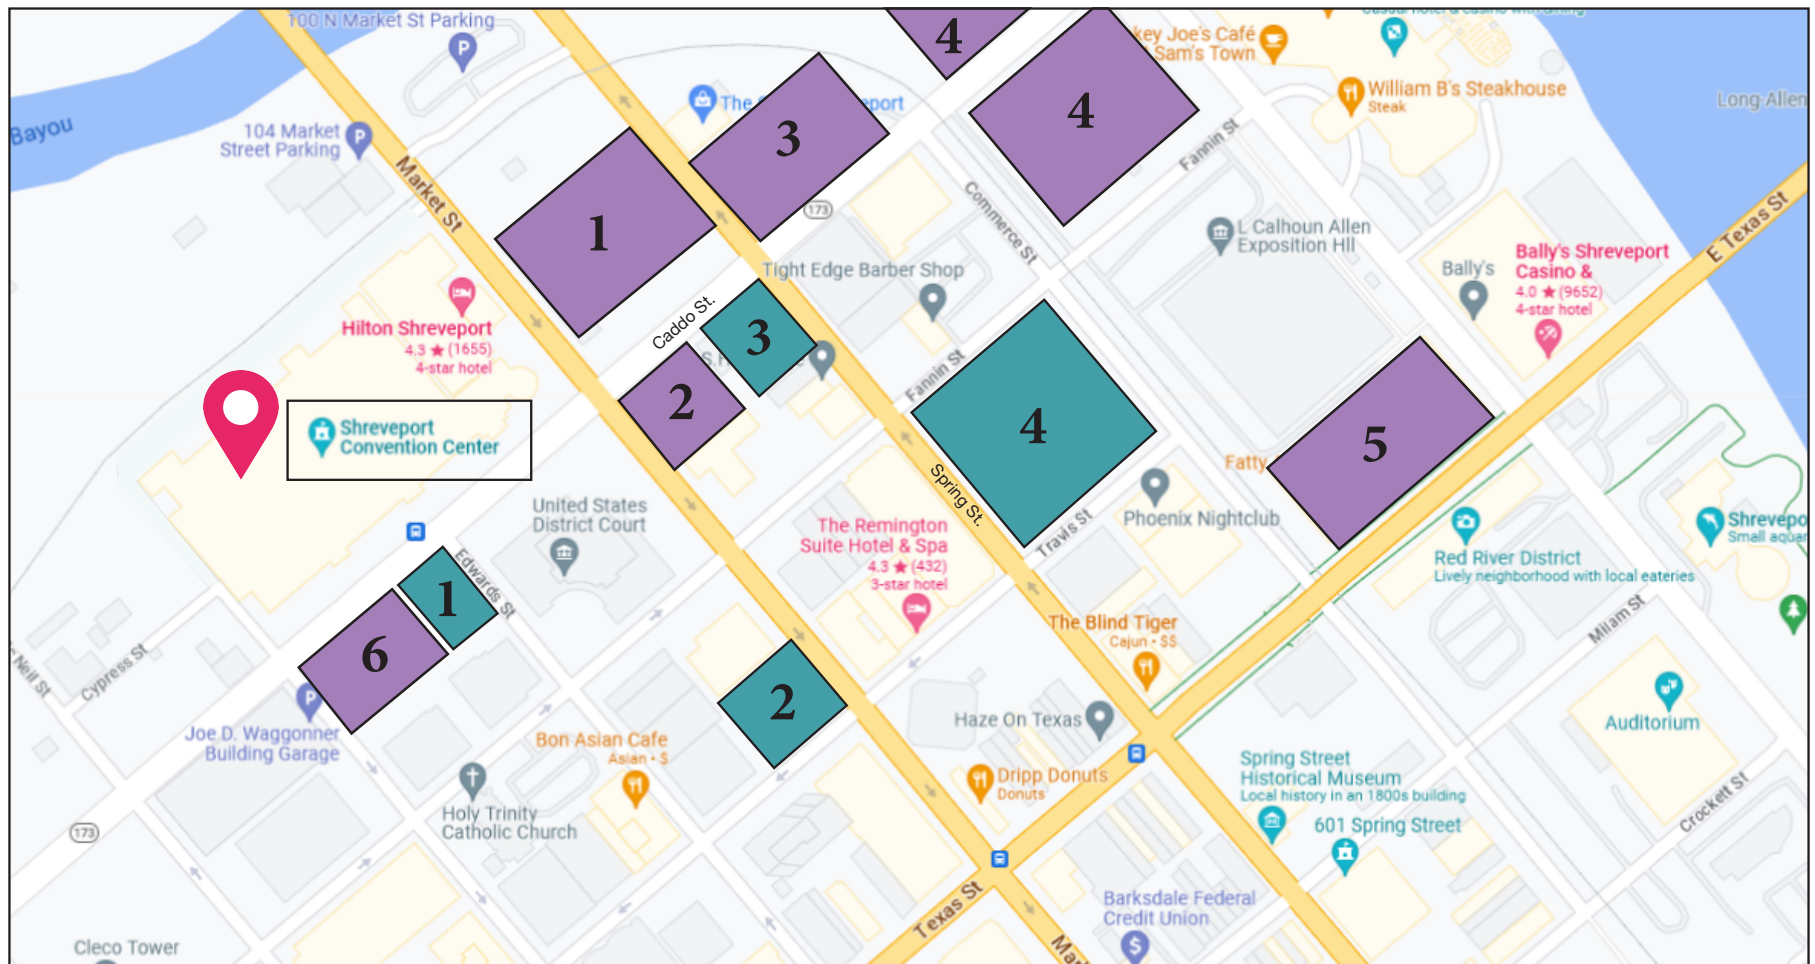 100 N Market St Parking
4
key Joe's Café
Sam's Town
William B's Steakhouse
Steak
Long-Allen
Bayou
104 Market
Street Parking
Market St
3
4
Fannin St
173
Commerce St
L Calhoun Allen
Exposition Hll
1
E Texas St
Bally's
Bally's Shreveport
Casino &
4.0 ★ (9652)
4-star hotel
Tight Edge Barber Shop
Caddo St.
Hilton Shreveport
4.3 ★ (1655)
4-star hotel
3
2
Fannin St
4
5
Shreveport
Convention Center
Spring St.
United States
District Court
The Remington
Suite Hotel & Spa
4.3 ★ (432)
3-star hotel
Travis St
Phoenix Nightclub
Fatty
Red River District
Lively neighborhood with local eateries
Shrevepo
Small aquar
Edwards St
1
6
Neil St
Cypress St
Joe D. Waggonner
Building Garage
2
The Blind Tiger
Cajun • $$
Milam St
Auditorium
Haze On Texas
Bon Asian Cafe
Asian • $
Dripp Donuts
Donuts
Spring Street
Historical Museum
Local history in an 1800s building
601 Spring Street
Crockett St
Holy Trinity
Catholic Church
173
Texas St
Barksdale Federal
Credit Union
Cleco Tower
Mar